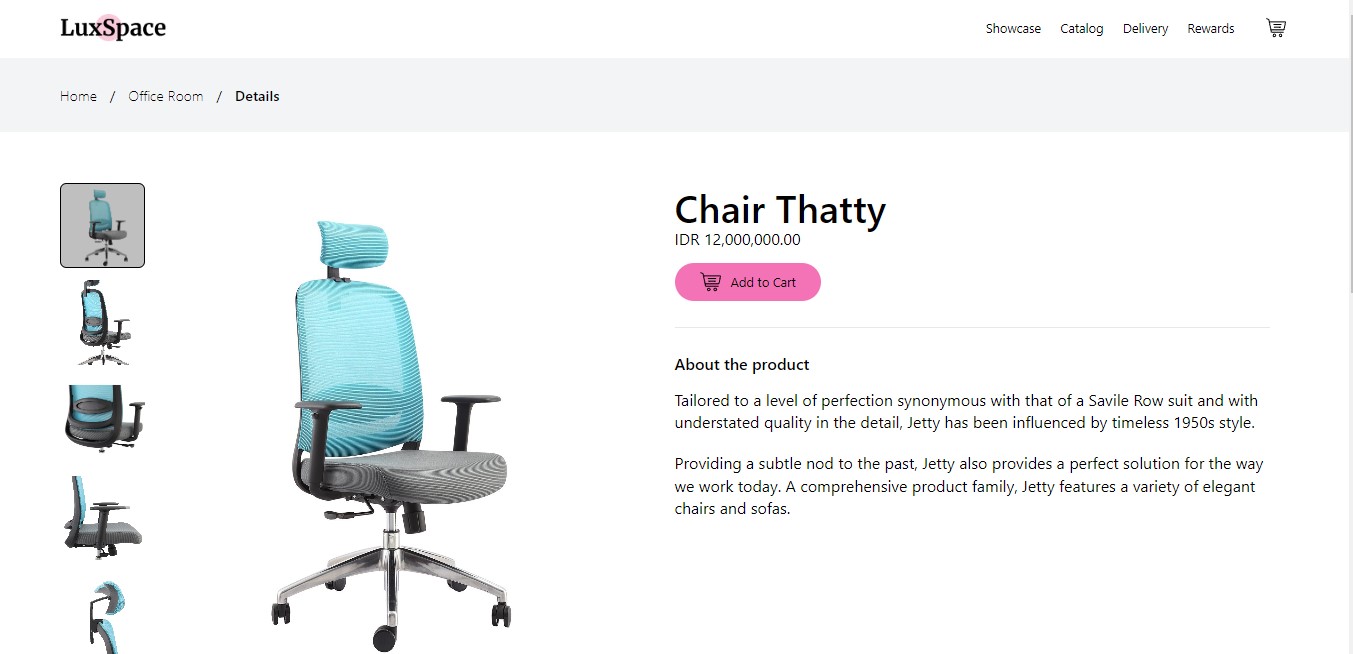 LuxSpace
Showcase Catalog Delivery Rewards
Home / Office Room / Details
Chair Thatty
IDR 12,000,000.00
Add to Cart
About the product
Tailored to a level of perfection synonymous with that of a Savile Row suit and with
understated quality in the detail, Jetty has been influenced by timeless 1950s style.
Providing a subtle nod to the past, Jetty also provides a perfect solution for the way
we work today. A comprehensive product family, Jetty features a variety of elegant
chairs and sofas.